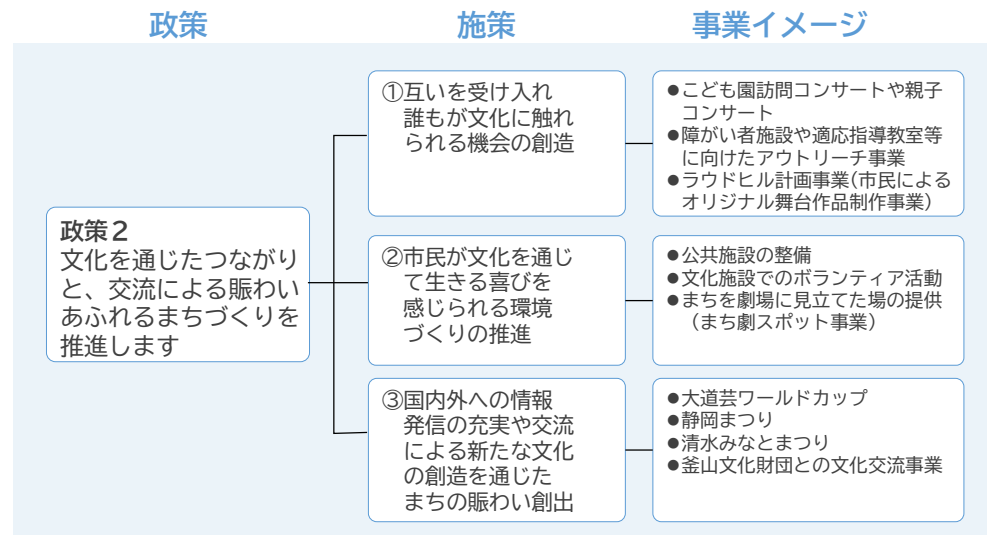 政策
施策
事業イメージ
政策２
文化を通じたつながり
と、交流による賑わい
あふれるまちづくりを
推進します
①互いを受け入れ
誰もが文化に触れ
られる機会の創造
●こども園訪問コンサートや親子
コンサート
●障がい者施設や適応指導教室等
に向けたアウトリーチ事業
●ラウドヒル計画事業(市民による
オリジナル舞台作品制作事業)
②市民が文化を通じ
て生きる喜びを
感じられる環境
づくりの推進
●公共施設の整備
●文化施設でのボランティア活動
●まちを劇場に見立てた場の提供
（まち劇スポット事業）
③国内外への情報
発信の充実や交流
による新たな文化
の創造を通じた
まちの賑わい創出
●大道芸ワールドカップ
●静岡まつり
●清水みなとまつり
●釜山文化財団との文化交流事業